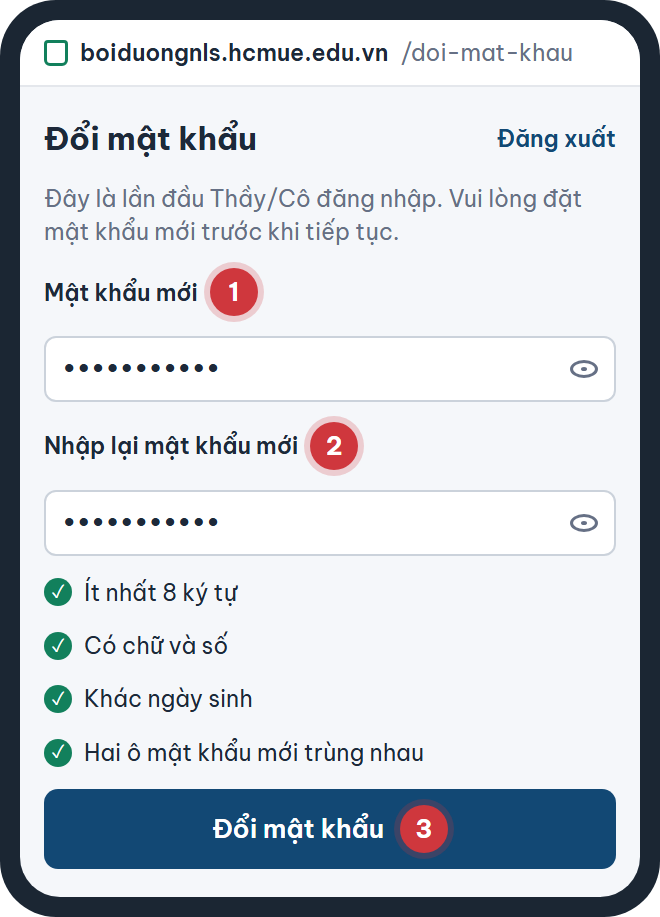 boiduongnls.hcmue.edu.vn /doi-mat-khau
Đổi mật khẩu
Đăng xuất
Đây là lần đầu Thầy/Cô đăng nhập. Vui lòng đặt
mật khẩu mới trước khi tiếp tục.
Mật khẩu mới 1
•••••••••••
Nhập lại mật khẩu mới 2
•••••••••••
✓ Ít nhất 8 ký tự
✓ Có chữ và số
✓ Khác ngày sinh
✓ Hai ô mật khẩu mới trùng nhau
Đổi mật khẩu 3